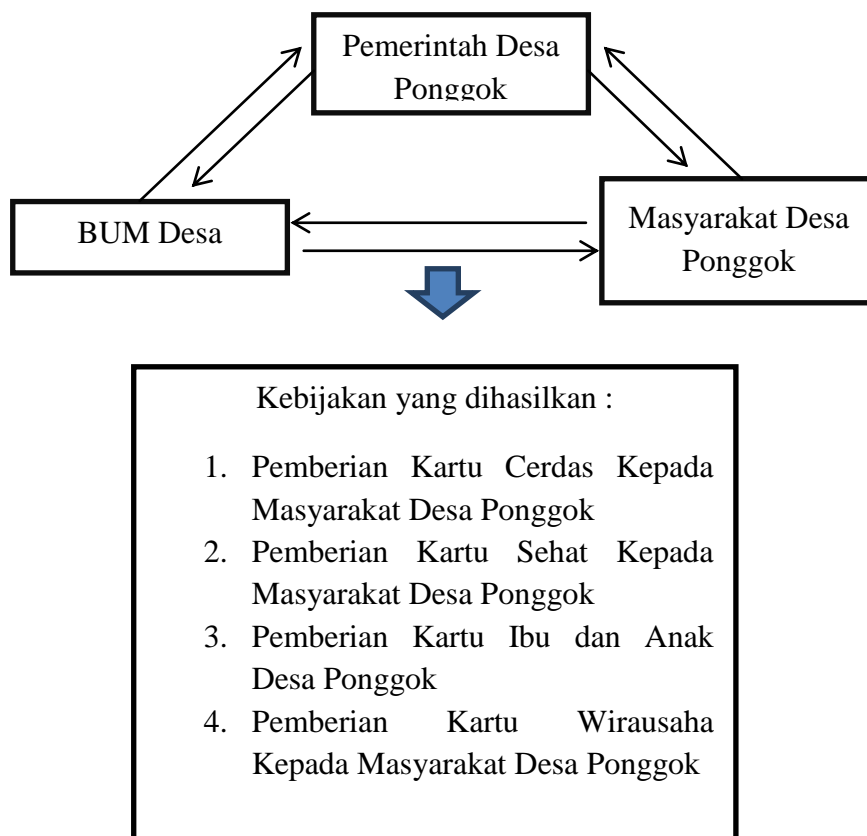 Pemerintah Desa
Ponggok
BUM Desa
Masyarakat Desa
Ponggok
Kebijakan yang dihasilkan :
1. Pemberian Kartu Cerdas Kepada
Masyarakat Desa Ponggok
2. Pemberian Kartu Sehat Kepada
Masyarakat Desa Ponggok
3. Pemberian Kartu Ibu dan Anak
Desa Ponggok
4. Pemberian Kartu Wirausaha
Kepada Masyarakat Desa Ponggok